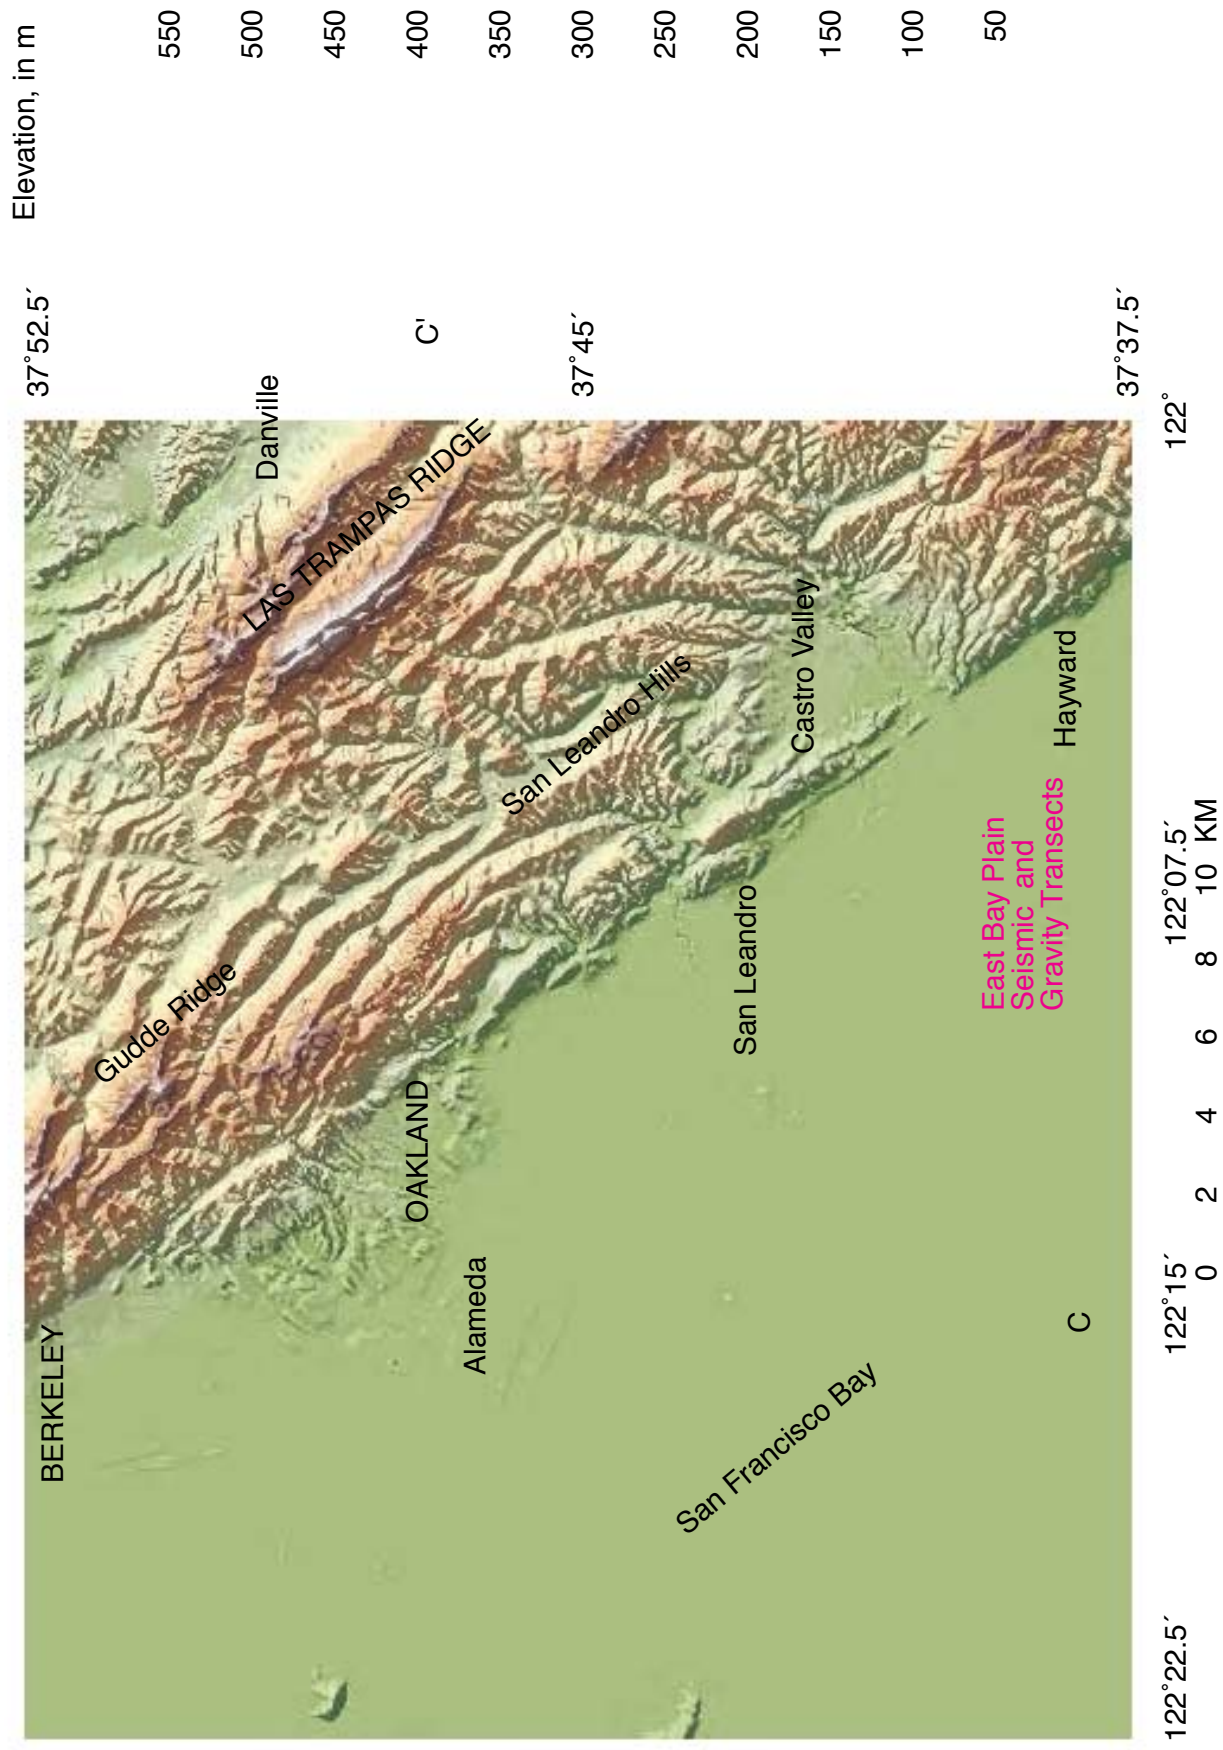 Elevation, in m
550
500
450
400
350
300
250
200
150
100
50
37˚52.5´
C'
37˚45´
37˚37.5´
Danville
LAS TRAMPAS RIDGE
San Leandro Hills
Castro Valley
Hayward
Gudde Ridge
OAKLAND
San Leandro
East Bay Plain
Seismic and
Gravity Transects
BERKELEY
Alameda
San Francisco Bay
C
122˚22.5´
122˚15´
122˚07.5´
122˚
0 2 4 6 8 10 KM